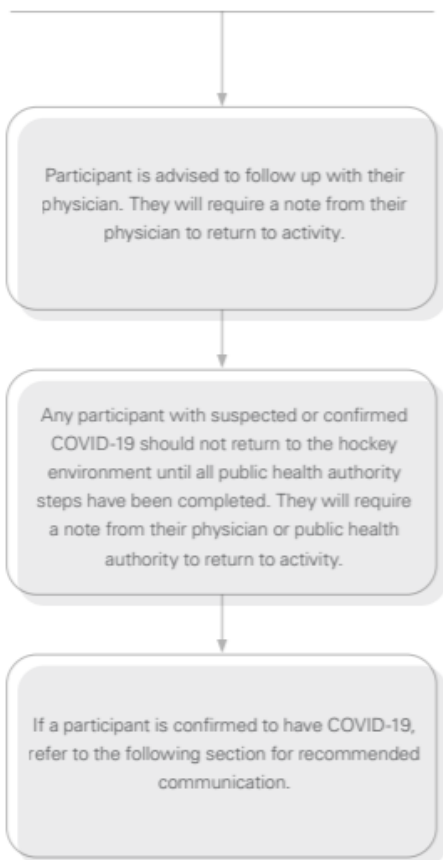 Participant is advised to follow up with their
physician. They will require a note from their
physician to return to activity.
Any participant with suspected or confirmed
COVID-19 should not return to the hockey
environment until all public health authority
steps have been completed. They will require
a note from their physician or public health
authority to return to activity.
If a participant is confirmed to have COVID-19,
refer to the following section for recommended
communication.